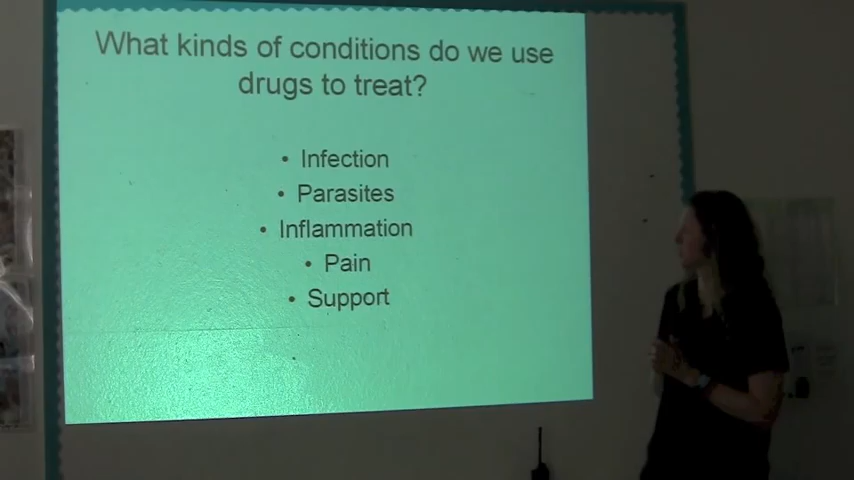 What kinds of conditions do we use
drugs to treat?
• Infection
• Parasites
• Inflammation
• Pain
• Support